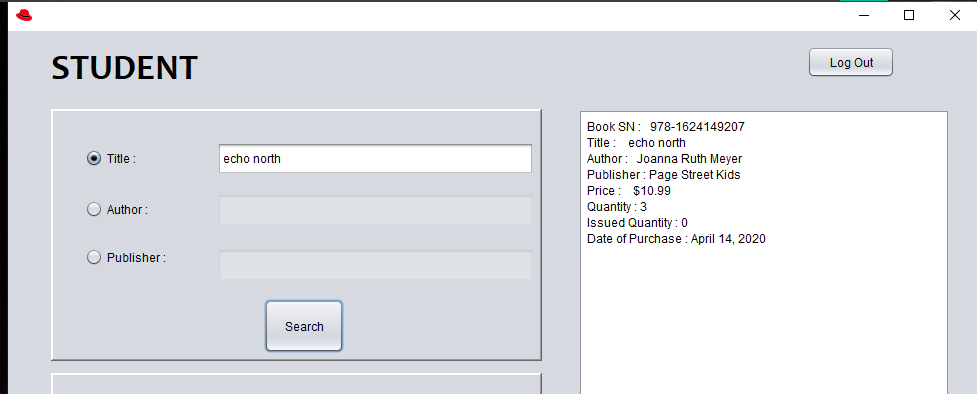 STUDENT
Log Out
Title :
echo north
Author :
Publisher :
Search
Book SN :   978-1624149207
Title :    echo north
Author :   Joanna Ruth Meyer
Publisher : Page Street Kids
Price :    $10.99
Quantity : 3
Issued Quantity : 0
Date of Purchase : April 14, 2020